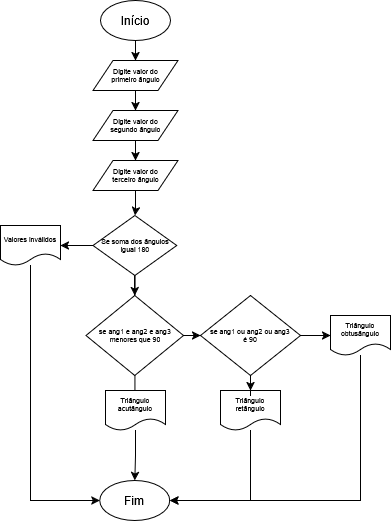 Início
Digite valor do
primeiro ângulo
Digite valor do
segundo ângulo
Digite valor do
terceiro ângulo
Se soma dos ângulos
Igual 180
Valores Inválidos
se ang1 e ang2 e ang3
menores que 90
se ang1 ou ang2 ou ang3
é 90
Triângulo
obtusângulo
Triângulo
acutângulo
Triângulo
retângulo
Fim